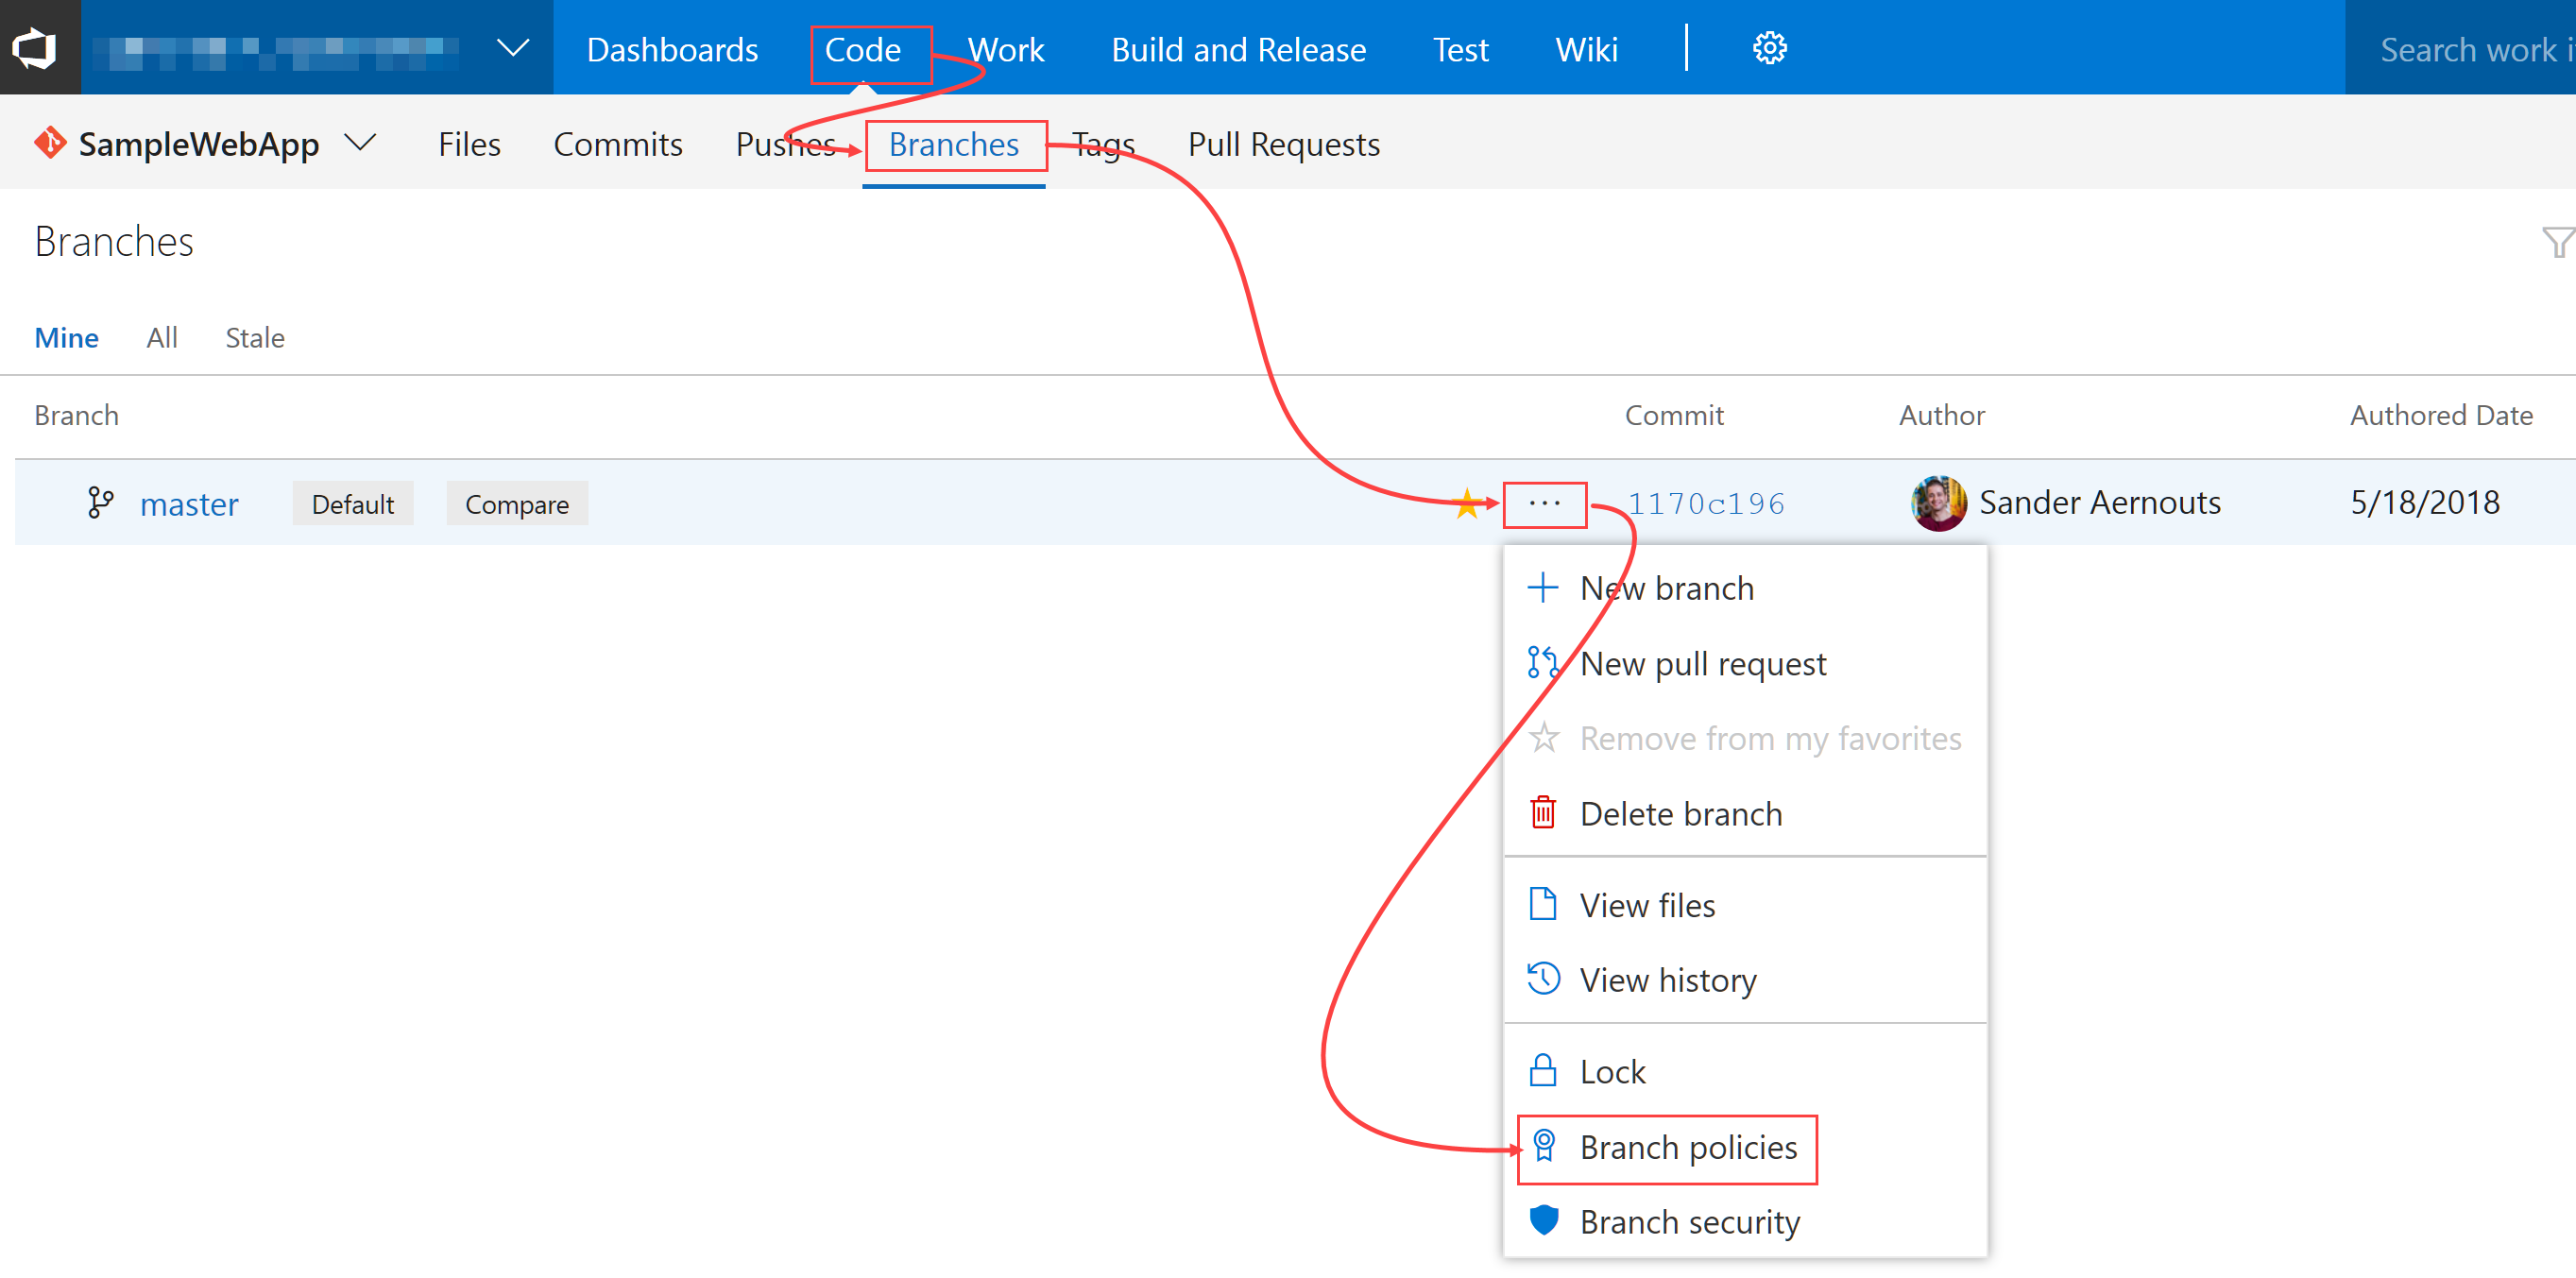 Dashboards Code Work Build and Release Test Wiki Search work i
SampleWebApp Files Commits Pushes Branches Tags Pull Requests
Branches
Mine All Stale
Branch Commit Author Authored Date
master Default Compare ... 1170c196 Sander Aernouts 5/18/2018
New branch
New pull request
Remove from my favorites
Delete branch
View files
View history
Lock
Branch policies
Branch security